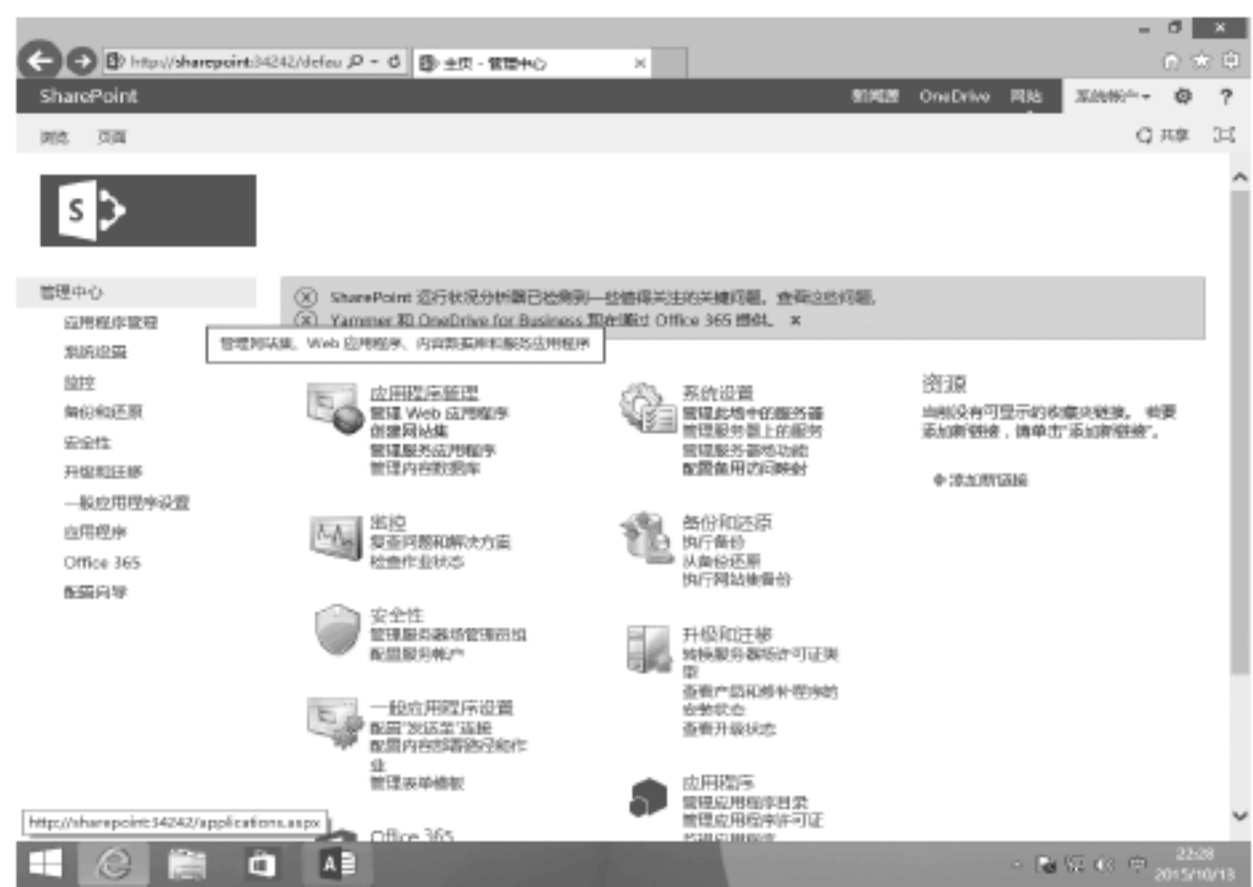 http://sharepoint:34242/defau
主页 - 管理中心
SharePoint
新闻源 OneDrive 网站 系统帐户 ?
浏览 页面
共享
S
管理中心
应用程序管理
系统设置
监控
备份和还原
安全性
升级和迁移
一般应用程序设置
应用程序
Office 365
配置向导
SharePoint 运行状况分析器已检测到一些值得关注的关键问题。查看这些问题。
Yammer 和 OneDrive for Business 现在通过 Office 365 提供。
管理网站集、Web 应用程序、内容数据库和服务应用程序
应用程序管理
管理 Web 应用程序
创建网站集
管理服务应用程序
管理内容数据库
监控
复查问题和解决方案
检查作业状态
安全性
管理服务器场管理员组
配置服务帐户
一般应用程序设置
配置“发送至”连接
配置内容部署路径和作
业
管理表单模板
Office 365
系统设置
管理此场中的服务器
管理服务器上的服务
管理服务器场功能
配置备用访问映射
备份和还原
执行备份
从备份还原
执行网站集备份
升级和迁移
转换服务器场许可证类
型
查看产品和修补程序的
安装状态
查看升级状态
应用程序
管理应用程序目录
管理应用程序许可证
监视应用程序
资源
当前没有可显示的收藏夹链接。 若要
添加新链接，请单击“添加新链接”。
添加新链接
http://sharepoint:34242/applications.aspx
中
22:28
2015/10/13